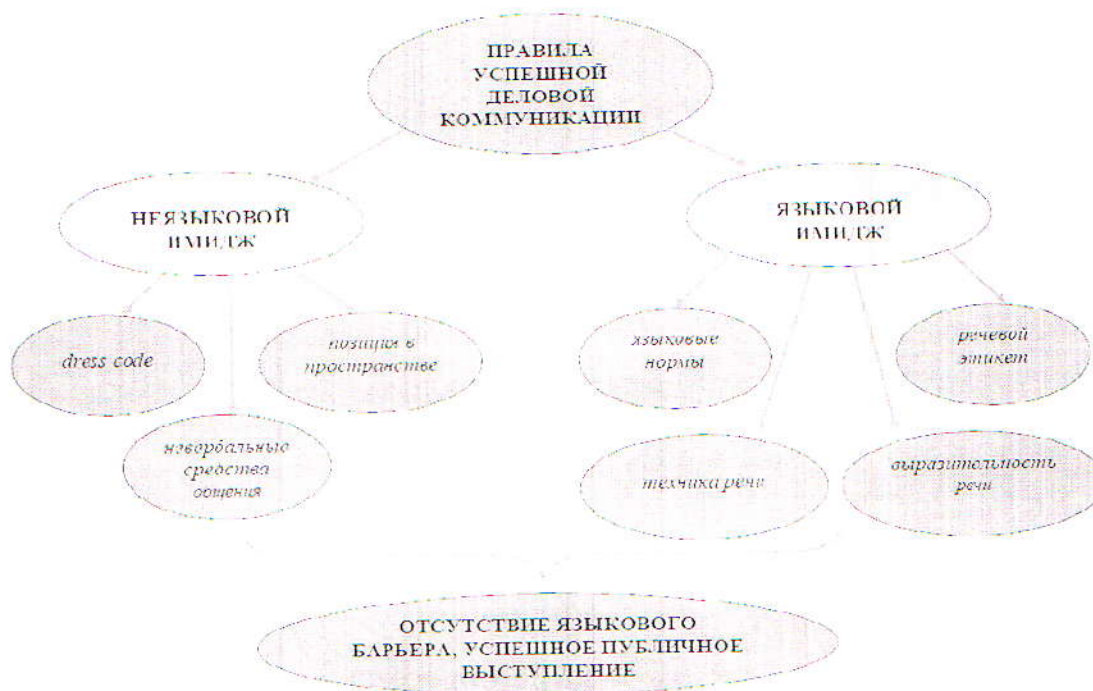 ПРАВИЛА
УСПЕШНОЙ
ДЕЛОВОЙ
КОММУНИКАЦИИ
НЕЯЗЫКОВОЙ
ИМИДЖ
ЯЗЫКОВОЙ
ИМИДЖ
dress code
позиция в
пространстве
невербальные
средства
общения
языковые
нормы
речевой
этикет
техника речи
выразительность
речи
ОТСУТСТВИЕ ЯЗЫКОВОГО
БАРЬЕРА, УСПЕШНОЕ ПУБЛИЧНОЕ
ВЫСТУПЛЕНИЕ